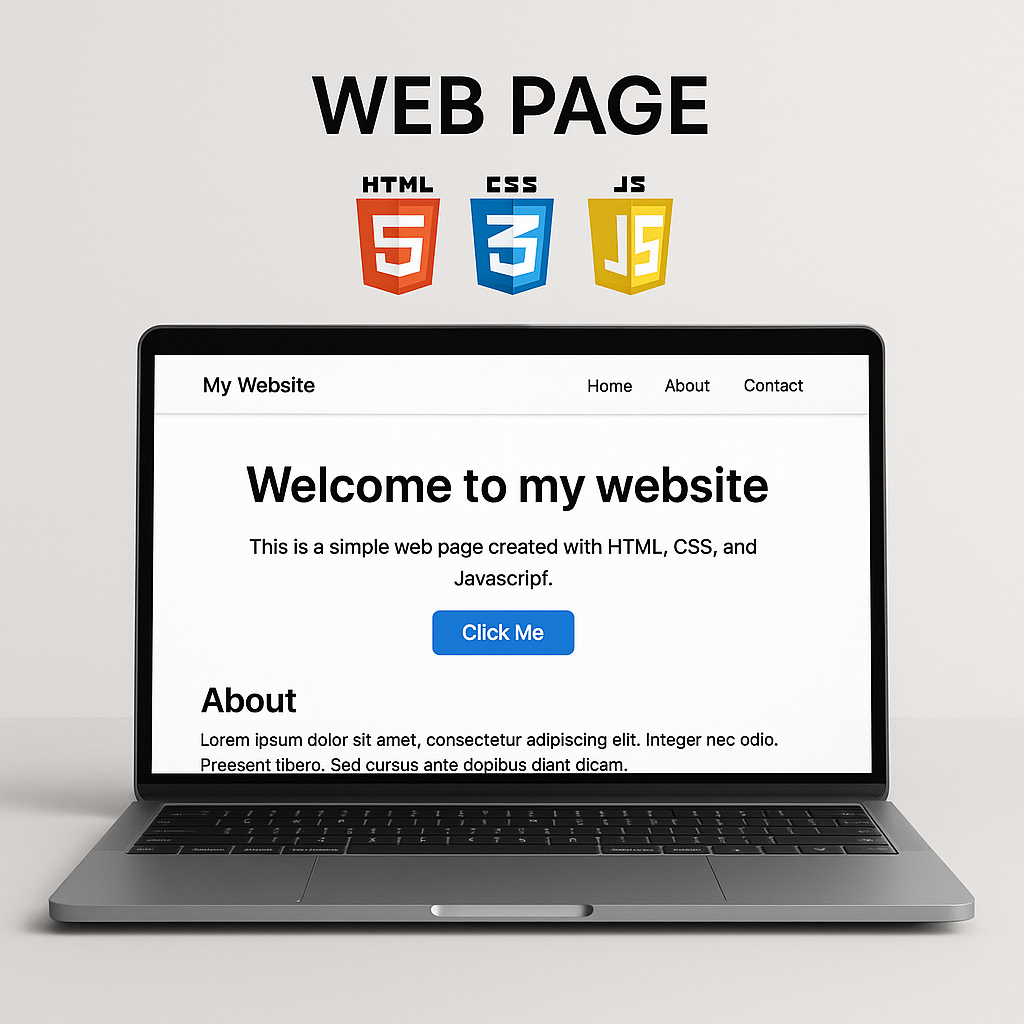 WEB PAGE
HTML CSS JS
5 3 JS
My Website Home About Contact
Welcome to my website
This is a simple web page created with HTML, CSS, and
Javascripf.
Click Me
About
Lorem ipsum dolor sit amet, consectetur adipiscing elit. Integer nec odio.
Preesent tibero. Sed cursus ante dopibus diant dicam.